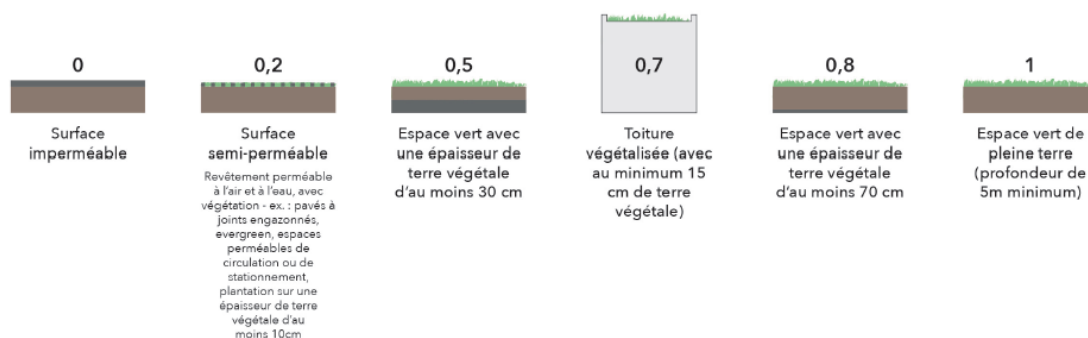 0
Surface
imperméable
0,2
Surface
semi-perméable
Revêtement perméable
à l'air et à l'eau, avec
végétation - ex. : pavés à
joints engazonnés,
evergreen, espaces
perméables de
circulation ou de
stationnement,
plantation sur une
épaisseur de terre
végétale d'au
moins 10cm
0,5
Espace vert avec
une épaisseur de
terre végétale
d'au moins 30 cm
0,7
Toiture
végétalisée (avec
au minimum 15
cm de terre
végétale)
0,8
Espace vert avec
une épaisseur de
terre végétale
d'au moins 70 cm
1
Espace vert de
pleine terre
(profondeur de
5m minimum)